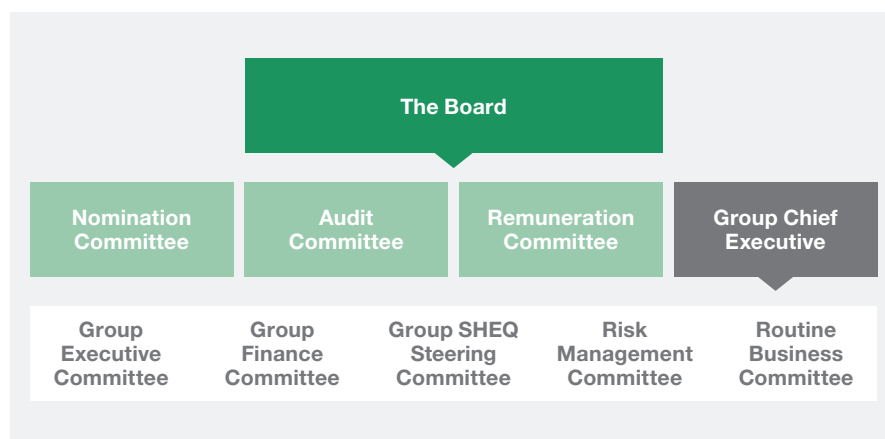 The Board
Nomination
Committee
Audit
Committee
Remuneration
Committee
Group Chief
Executive
Group
Executive
Committee
Group
Finance
Committee
Group SHEQ
Steering
Committee
Risk
Management
Committee
Routine
Business
Committee